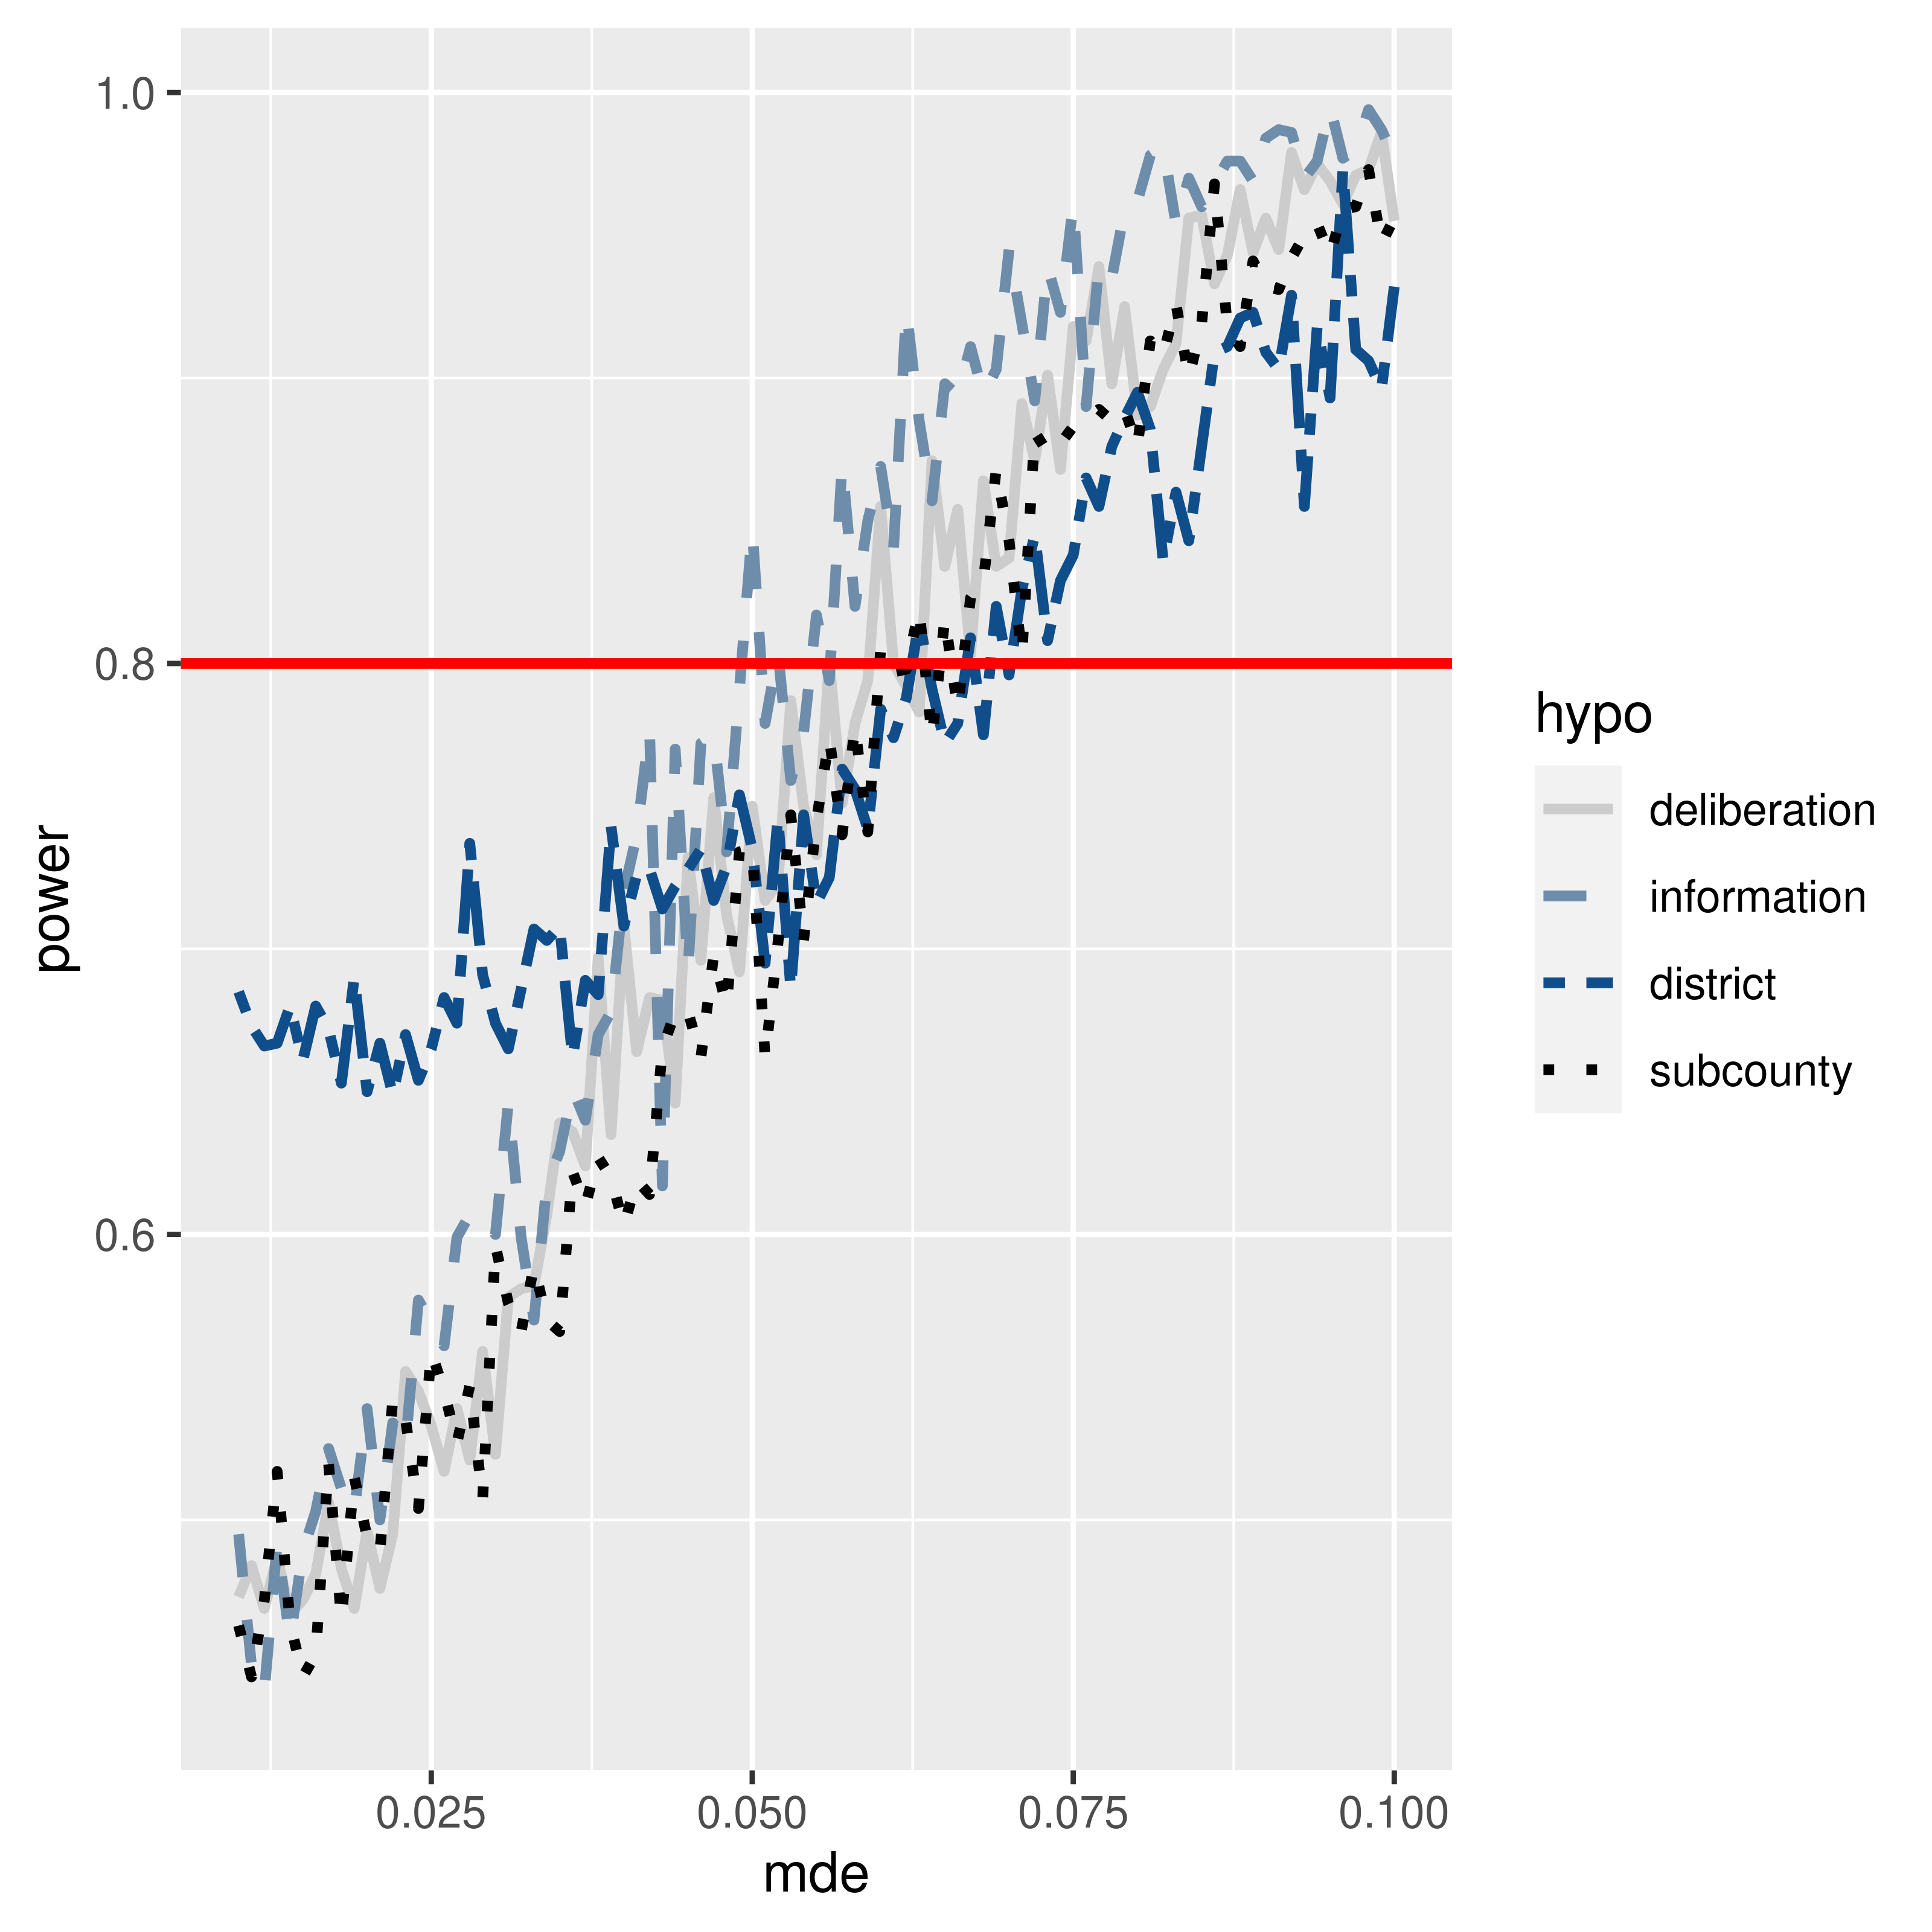 1.0
0.8
0.6
power
0.025
0.050
0.075
0.100
mde
hypo
deliberation
information
district
subcounty